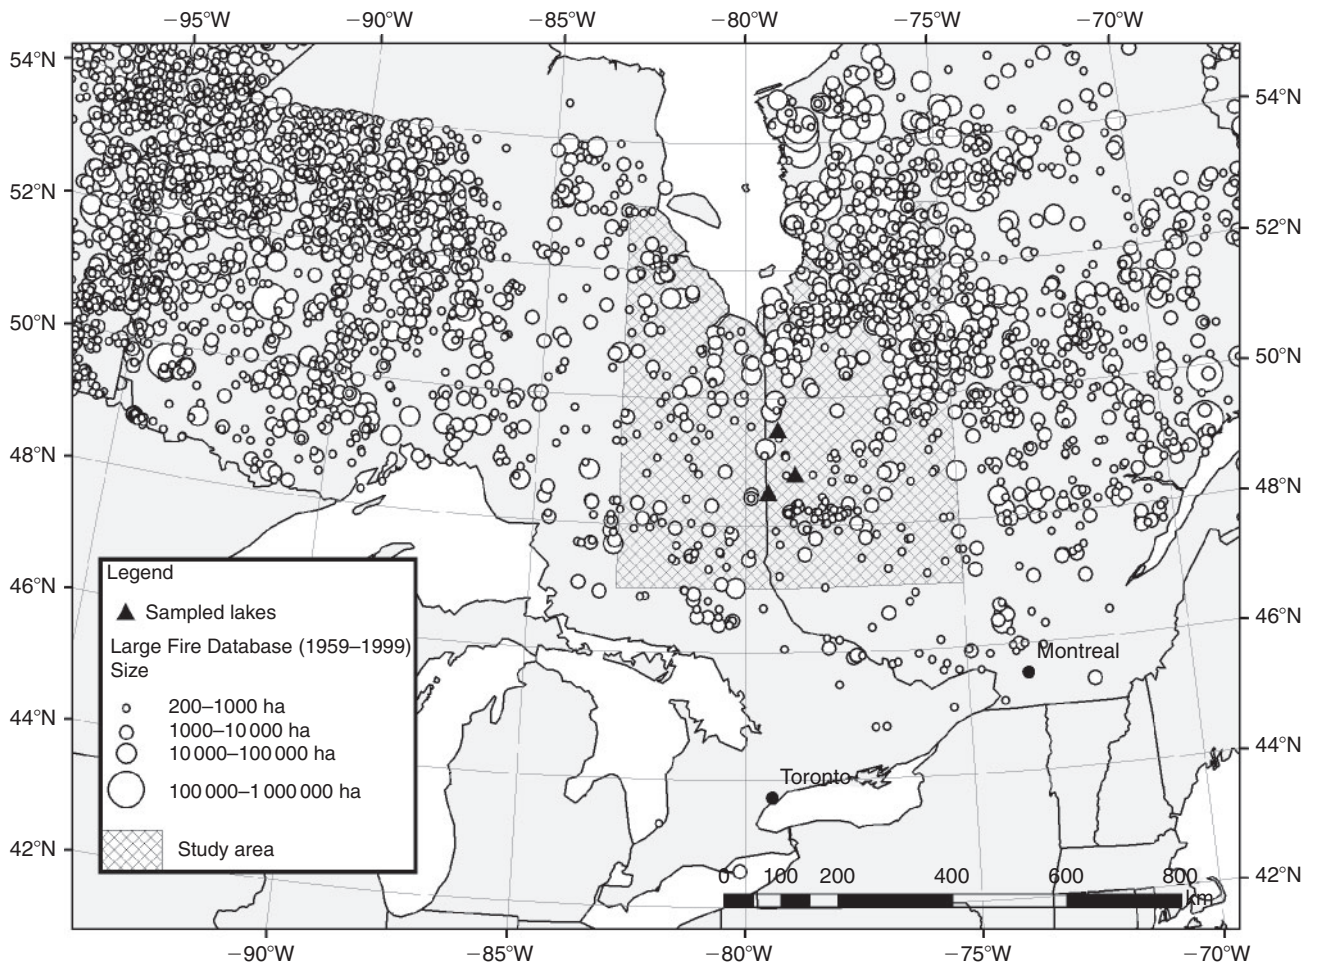 −95°W −90°W −85°W −80°W −75°W −70°W
54°N
54°N
52°N
52°N
50°N
50°N
48°N
48°N
46°N
46°N
44°N
44°N
42°N
42°N
Legend
Sampled lakes
Large Fire Database (1959–1999)
Size
200–1000 ha
1000–10 000 ha
10 000–100 000 ha
100 000–1 000 000 ha
Study area
Montreal
Toronto
0 100 200 400 600 800
km
−90°W −85°W −80°W −75°W −70°W